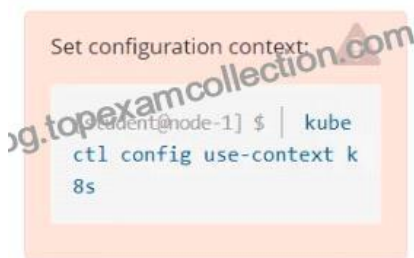 Set configuration context:
[student@node-1] $ | kube
ctl config use-context k
8s
og.topexamcollection.com